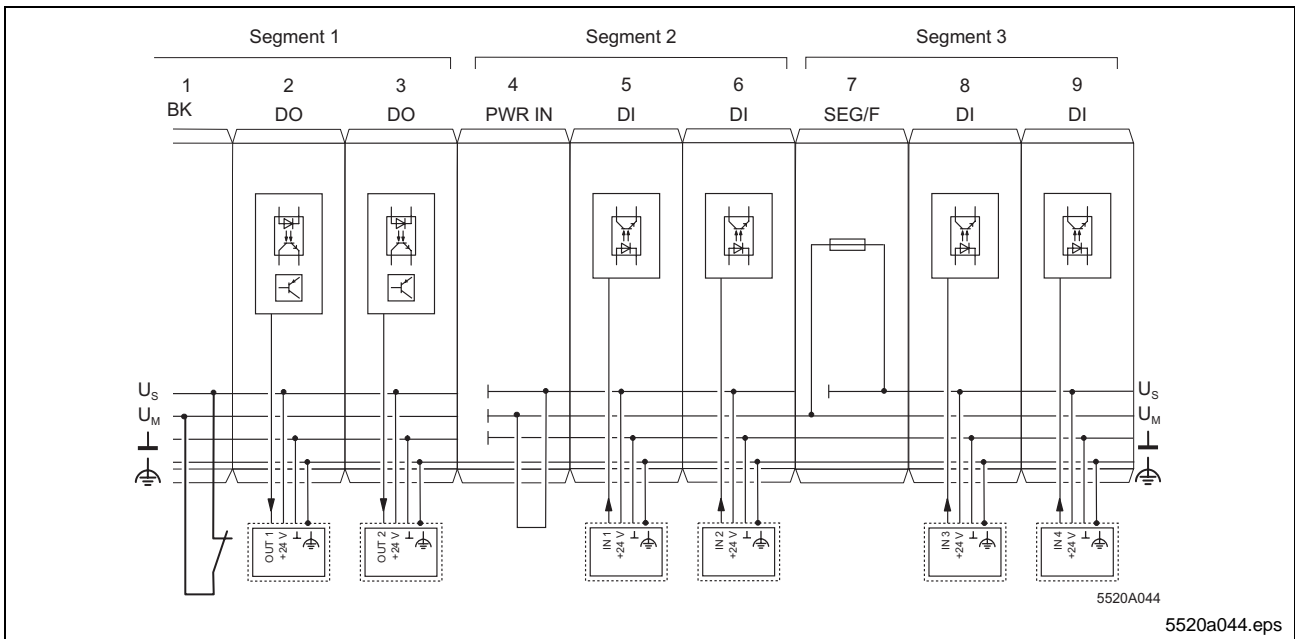 Segment 1 Segment 2 Segment 3
1 2 3 4 5 6 7 8 9
BK DO DO PWR IN DI DI SEG/F DI DI
US US
UM UM
OUT 1 +24 V OUT 2 +24 V IN 1 +24 V IN 2 +24 V IN 3 +24 V IN 4 +24 V
5520A044
5520a044.eps